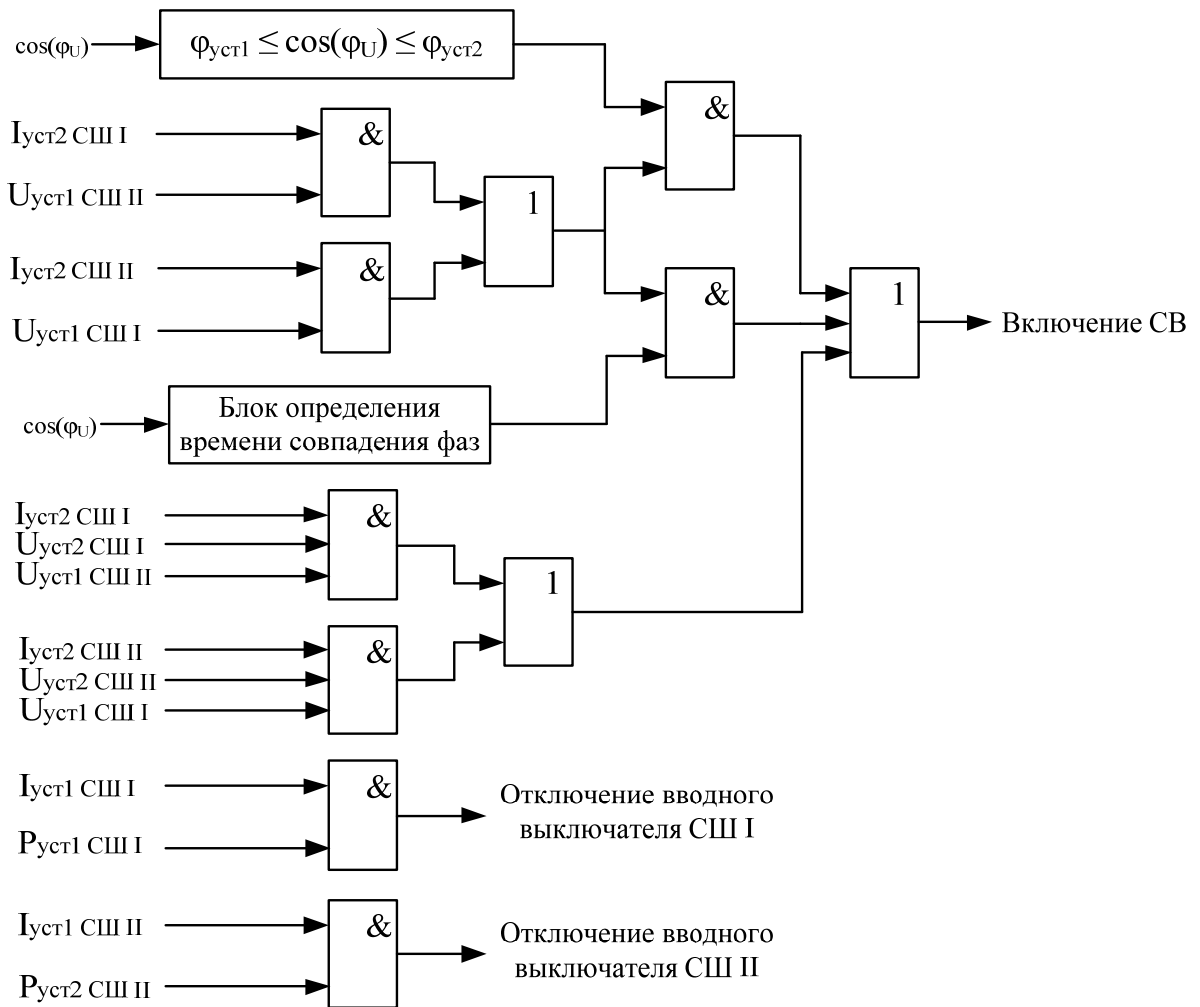 cos(φU)
φуст1 ≤ cos(φU) ≤ φуст2
&
Iуст2 СШ I
&
Uуст1 СШ II
1
Iуст2 СШ II
&
&
1
Uуст1 СШ I
Включение СВ
Блок определения
времени совпадения фаз
cos(φU)
Iуст2 СШ I
&
Uуст2 СШ I
Uуст1 СШ II
1
Iуст2 СШ II
&
Uуст2 СШ II
Uуст1 СШ I
Iуст1 СШ I
&
Отключение вводного
выключателя СШ I
Pуст1 СШ I
Iуст1 СШ II
&
Отключение вводного
выключателя СШ II
Pуст2 СШ II